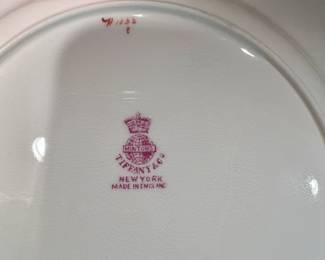 MINTONS
TIFFANY & Co
NEW YORK
MADE IN ENGLAND